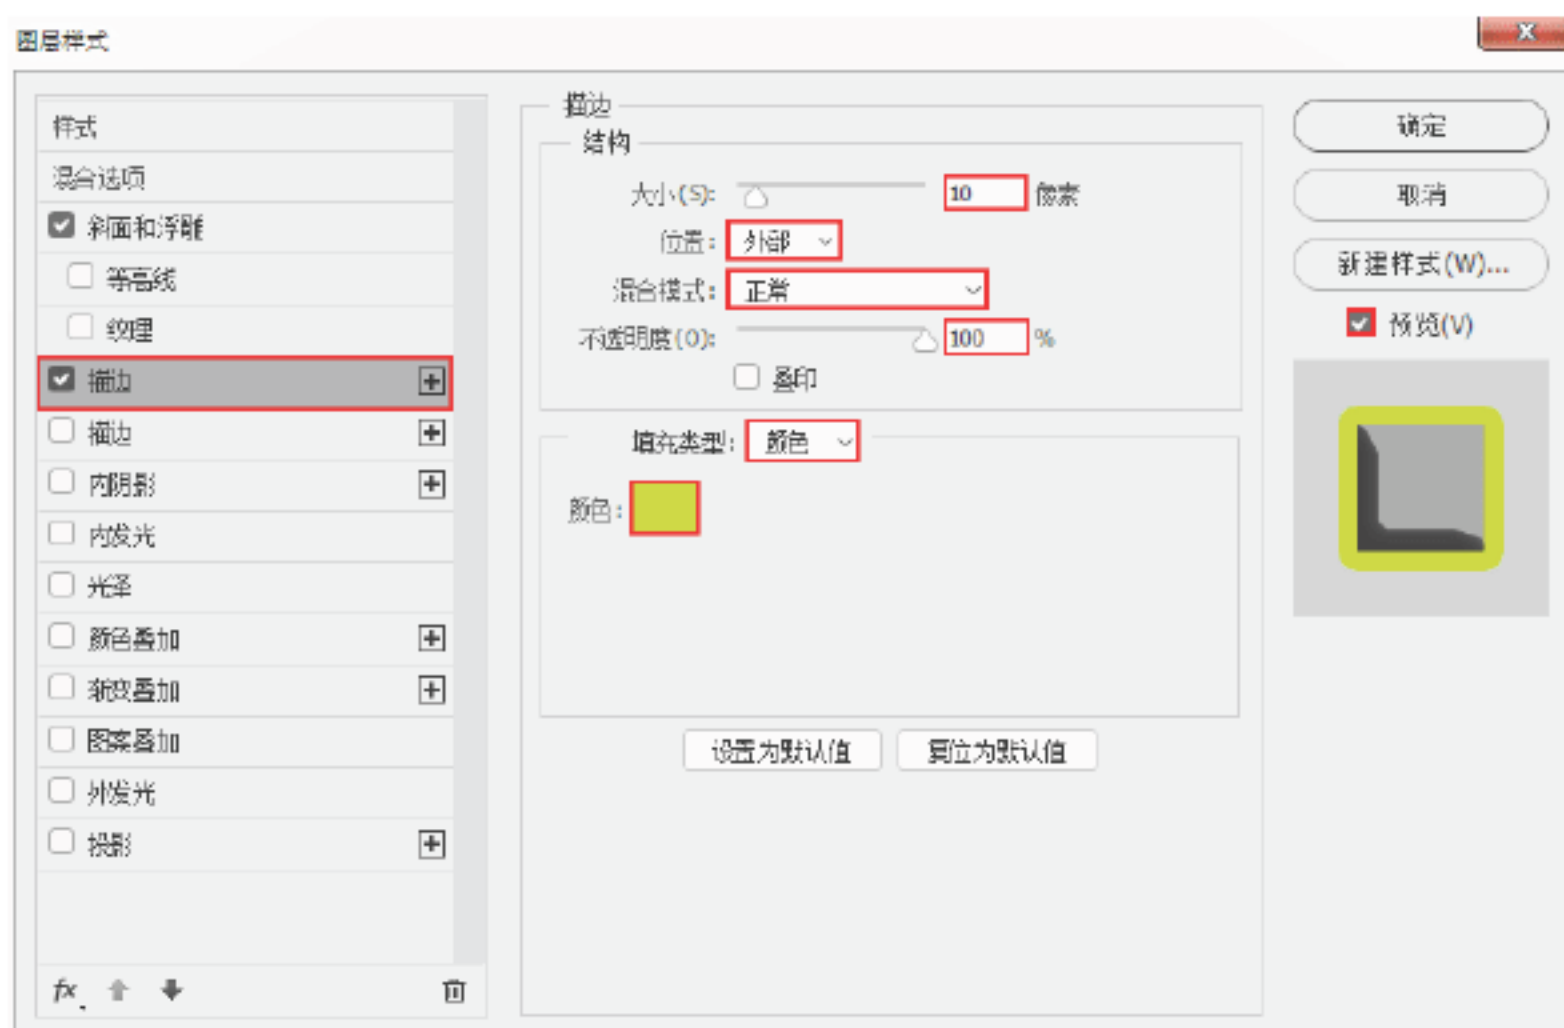 图层样式
样式
混合选项
斜面和浮雕
等高线
纹理
描边
描边
内阴影
内发光
光泽
颜色叠加
渐变叠加
图案叠加
外发光
投影
fx
描边
结构
大小(S): 10 像素
位置: 外部
混合模式: 正常
不透明度(O): 100 %
叠印
填充类型: 颜色
颜色:
设置为默认值 复位为默认值
确定
取消
新建样式(W)...
预览(V)